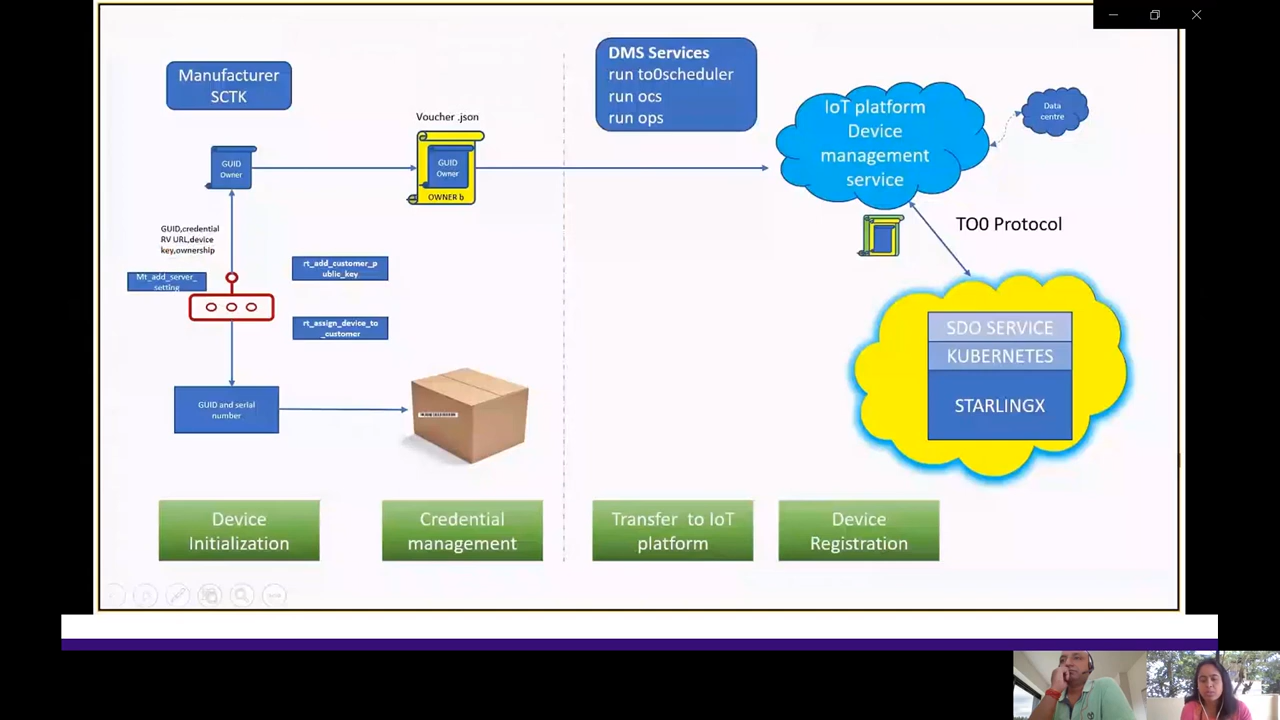 Manufacturer
SCTK
DMS Services
run to0scheduler
run ocs
run ops
IoT platform
Device
management
service
Data
centre
Voucher .json
GUID
Owner
GUID
Owner
OWNER b
GUID,credential
RV URL,device
key,ownership
TO0 Protocol
Mt_add_server_
setting
rt_add_customer_p
ublic_key
rt_assign_device_to
_customer
SDO SERVICE
KUBERNETES
STARLINGX
GUID and serial
number
Device
Initialization
Credential
management
Transfer to IoT
platform
Device
Registration